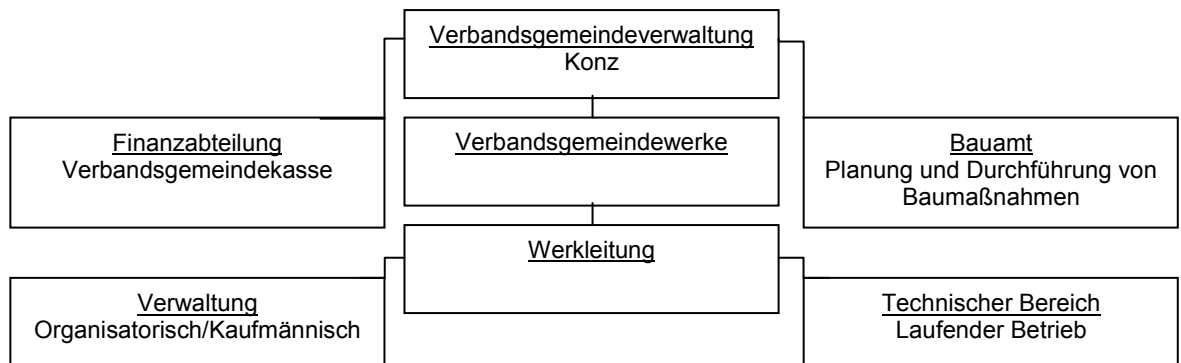 Verbandsgemeindeverwaltung
Konz
Finanzabteilung
Verbandsgemeindekasse
Verbandsgemeindewerke
Bauamt
Planung und Durchführung von
Baumaßnahmen
Werkleitung
Verwaltung
Organisatorisch/Kaufmännisch
Technischer Bereich
Laufender Betrieb